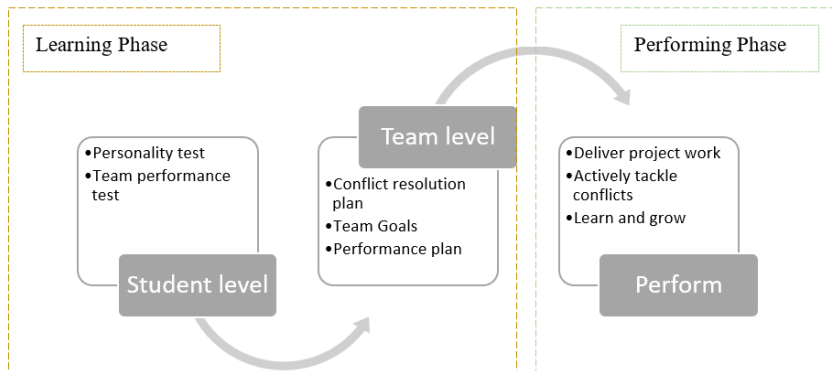 Learning Phase
Performing Phase
•Personality test
•Team performance
test
Student level
Team level
•Conflict resolution
plan
•Team Goals
•Performance plan
•Deliver project work
•Actively tackle
conflicts
•Learn and grow
Perform